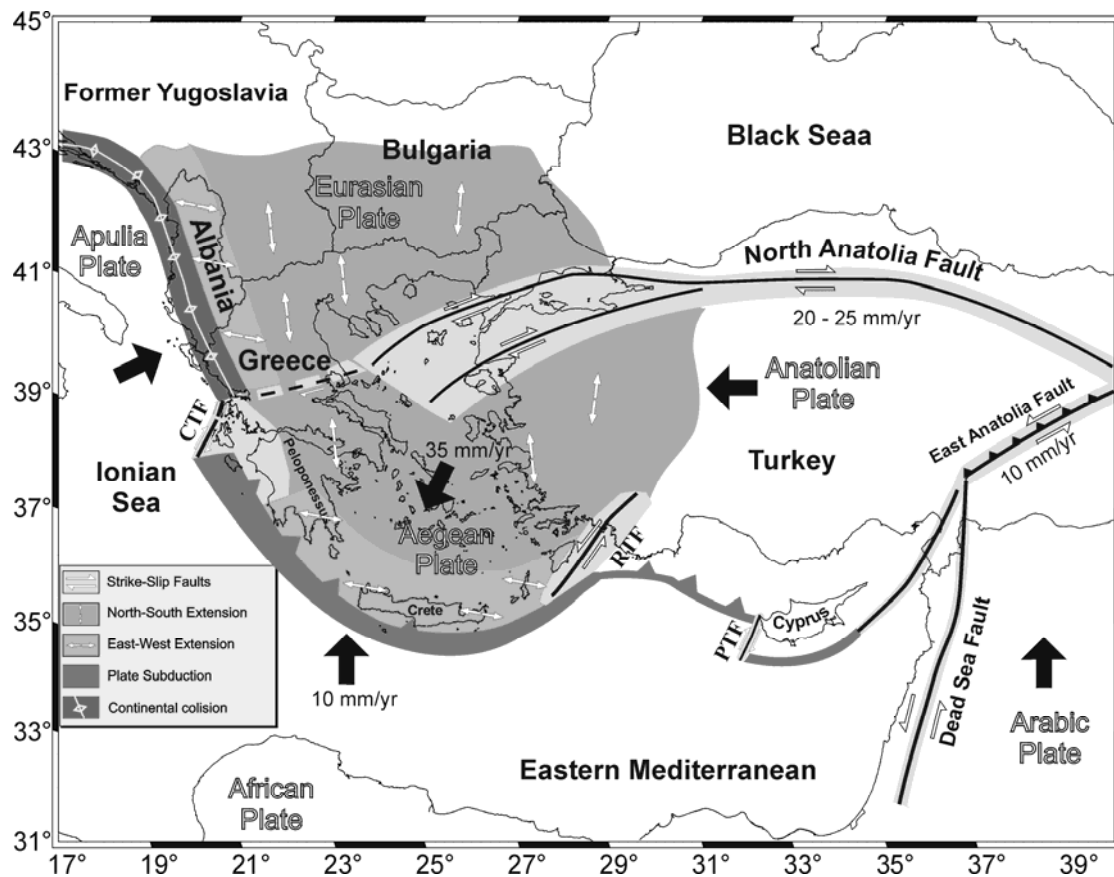 45°
43°
41°
39°
37°
35°
33°
31°
17°
19°
21°
23°
25°
27°
29°
31°
33°
35°
37°
39°
Former Yugoslavia
Bulgaria
Black Seaa
Eurasian
Plate
Apulia
Plate
Albania
North Anatolia Fault
20 - 25 mm/yr
Greece
Anatolian
Plate
East Anatolia Fault
10 mm/yr
CTF
35 mm/yr
Turkey
Ionian
Sea
Peloponessus
Aegean
Plate
RTF
Crete
Cyprus
PTF
Dead Sea Fault
10 mm/yr
Arabic
Plate
Eastern Mediterranean
African
Plate
Strike-Slip Faults
North-South Extension
East-West Extension
Plate Subduction
Continental colision